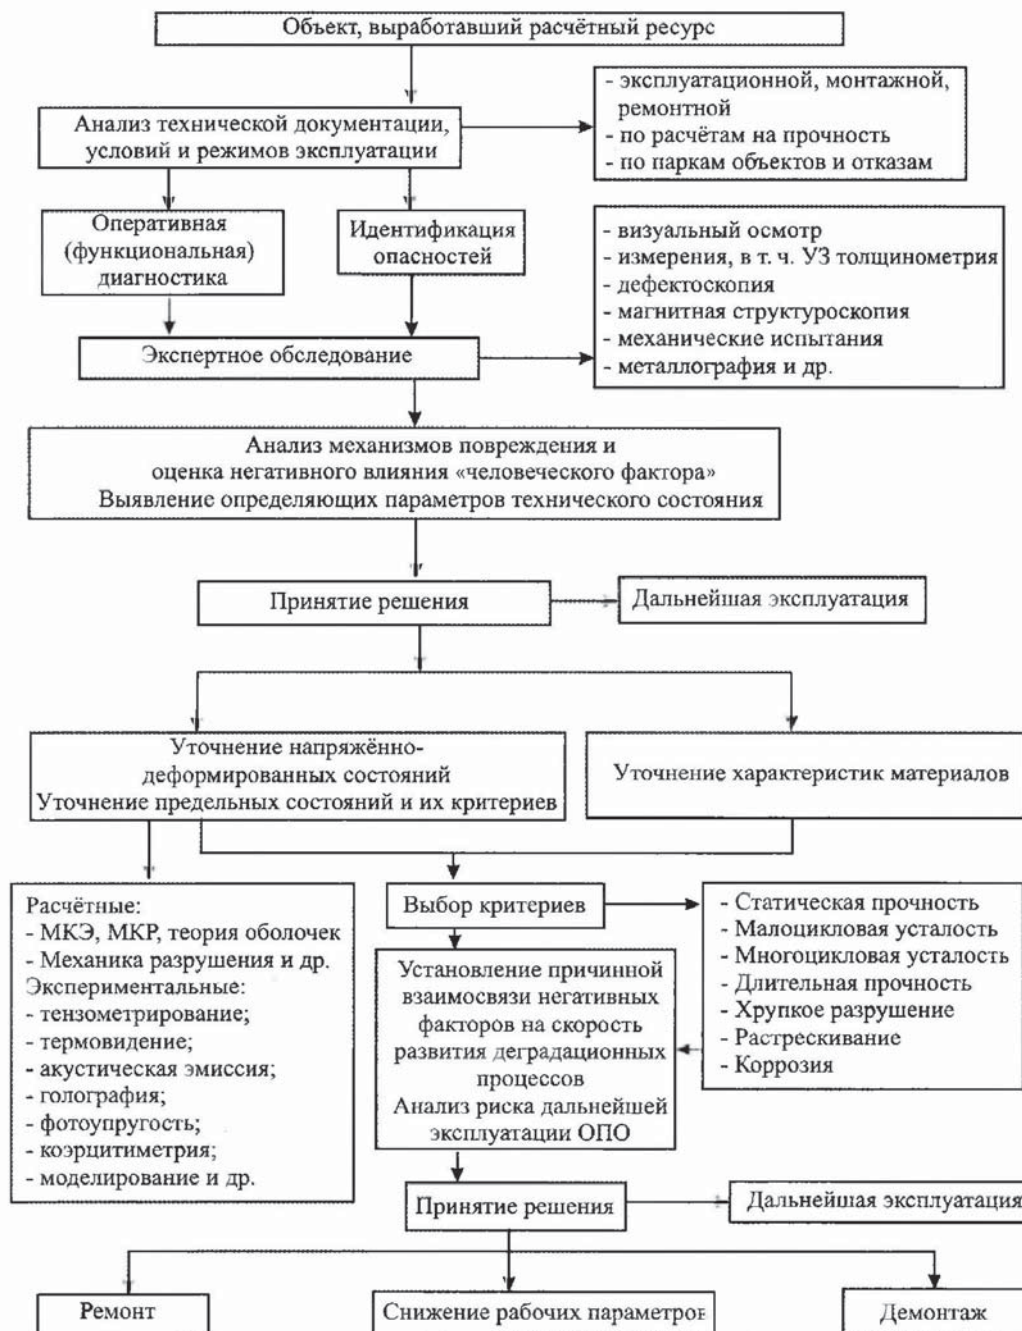 Объект, выработавший расчётный ресурс
Анализ технической документации,
условий и режимов эксплуатации
- эксплуатационной, монтажной,
ремонтной
- по расчётам на прочность
- по паркам объектов и отказам
Оперативная
(функциональная)
диагностика
Идентификация
опасностей
- визуальный осмотр
- измерения, в т. ч. УЗ толщинометрия
- дефектоскопия
- магнитная структуроскопия
- механические испытания
- металлография и др.
Экспертное обследование
Анализ механизмов повреждения и
оценка негативного влияния «человеческого фактора»
Выявление определяющих параметров технического состояния
Принятие решения
Дальнейшая эксплуатация
Уточнение напряжённо-
деформированных состояний
Уточнение предельных состояний и их критериев
Уточнение характеристик материалов
Расчётные:
- МКЭ, МКР, теория оболочек
- Механика разрушения и др.
Экспериментальные:
- тензометрирование;
- термовидение;
- акустическая эмиссия;
- голография;
- фотоупругость;
- коэрцитиметрия;
- моделирование и др.
Выбор критериев
- Статическая прочность
- Малоцикловая усталость
- Многоцикловая усталость
- Длительная прочность
- Хрупкое разрушение
- Растрескивание
- Коррозия
Установление причинной
взаимосвязи негативных
факторов на скорость
развития деградационных
процессов
Анализ риска дальнейшей
эксплуатации ОПО
Принятие решения
Дальнейшая эксплуатация
Ремонт
Снижение рабочих параметров
Демонтаж